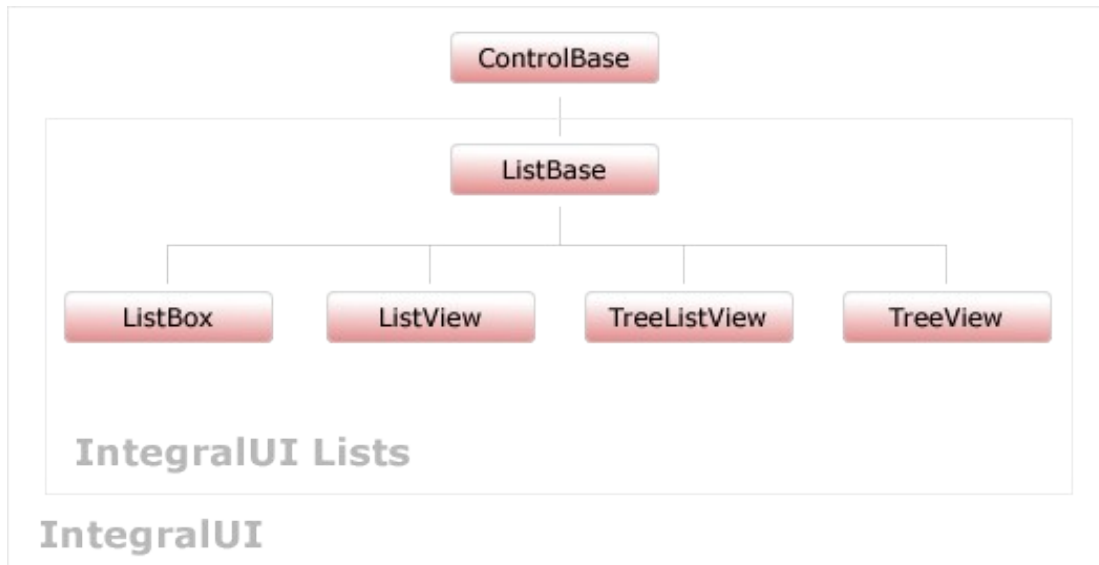 ControlBase
ListBase
ListBox
ListView
TreeListView
TreeView
IntegralUI Lists
IntegralUI